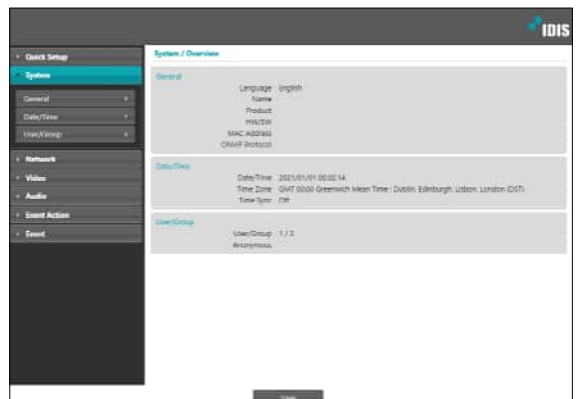 IDIS
Quick Setup
System
General
Date/Time
User/Group
Network
Video
Audio
Event Action
Event
System / Overview
General
Language English
Name
Product
HW/SW
MAC Address
ONVIF Protocol
Date/Time
Date/Time 2021/01/01 00:02:14
Time Zone GMT 00:00 Greenwich Mean Time : Dublin, Edinburgh, Lisbon, London (DST)
Time Sync Off
User/Group
User/Group 1 / 2
Anonymous